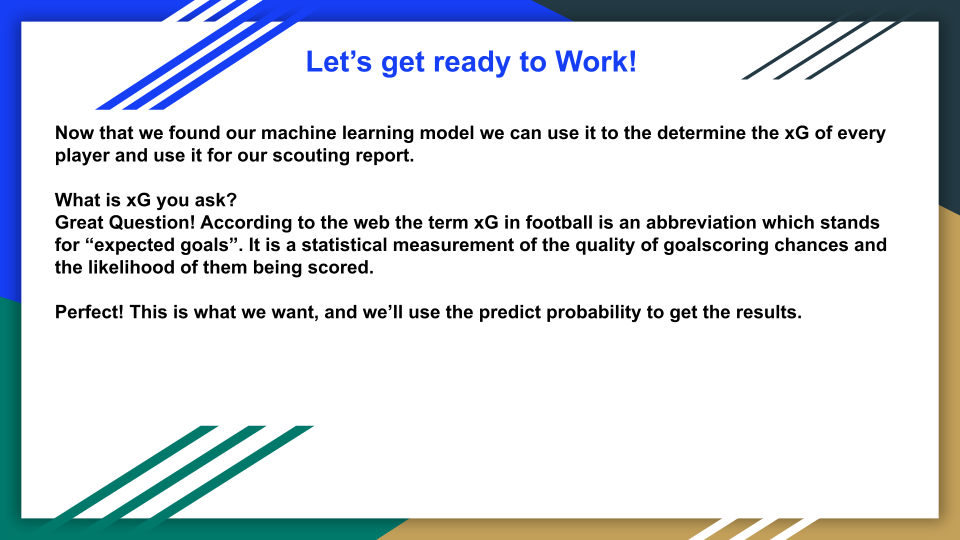 Let’s get ready to Work!
Now that we found our machine learning model we can use it to the determine the xG of every
player and use it for our scouting report.
What is xG you ask?
Great Question! According to the web the term xG in football is an abbreviation which stands
for “expected goals”. It is a statistical measurement of the quality of goalscoring chances and
the likelihood of them being scored.
Perfect! This is what we want, and we’ll use the predict probability to get the results.